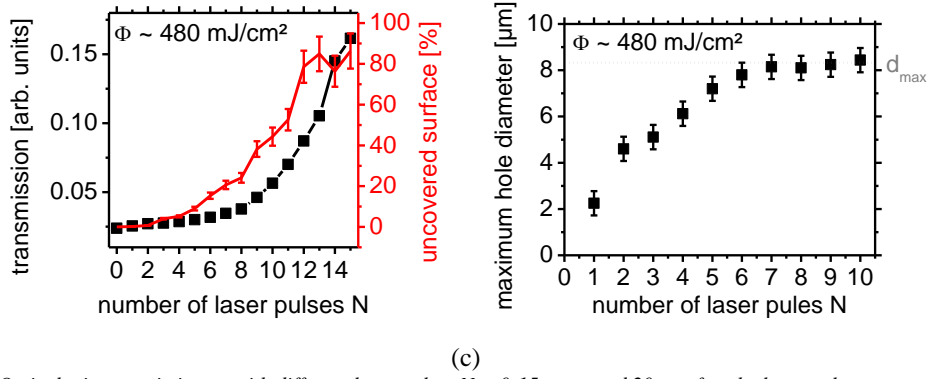 Φ ~ 480 mJ/cm²
transmission [arb. units]
0.15
0.10
0.05
100
80
60
40
20
0
uncovered surface [%]
0 2 4 6 8 10 12 14
number of laser pulses N
Φ ~ 480 mJ/cm²
maximum hole diameter [µm]
10
8
6
4
2
0
d max
0 1 2 3 4 5 6 7 8 9 10
number of laser pules N
(c)